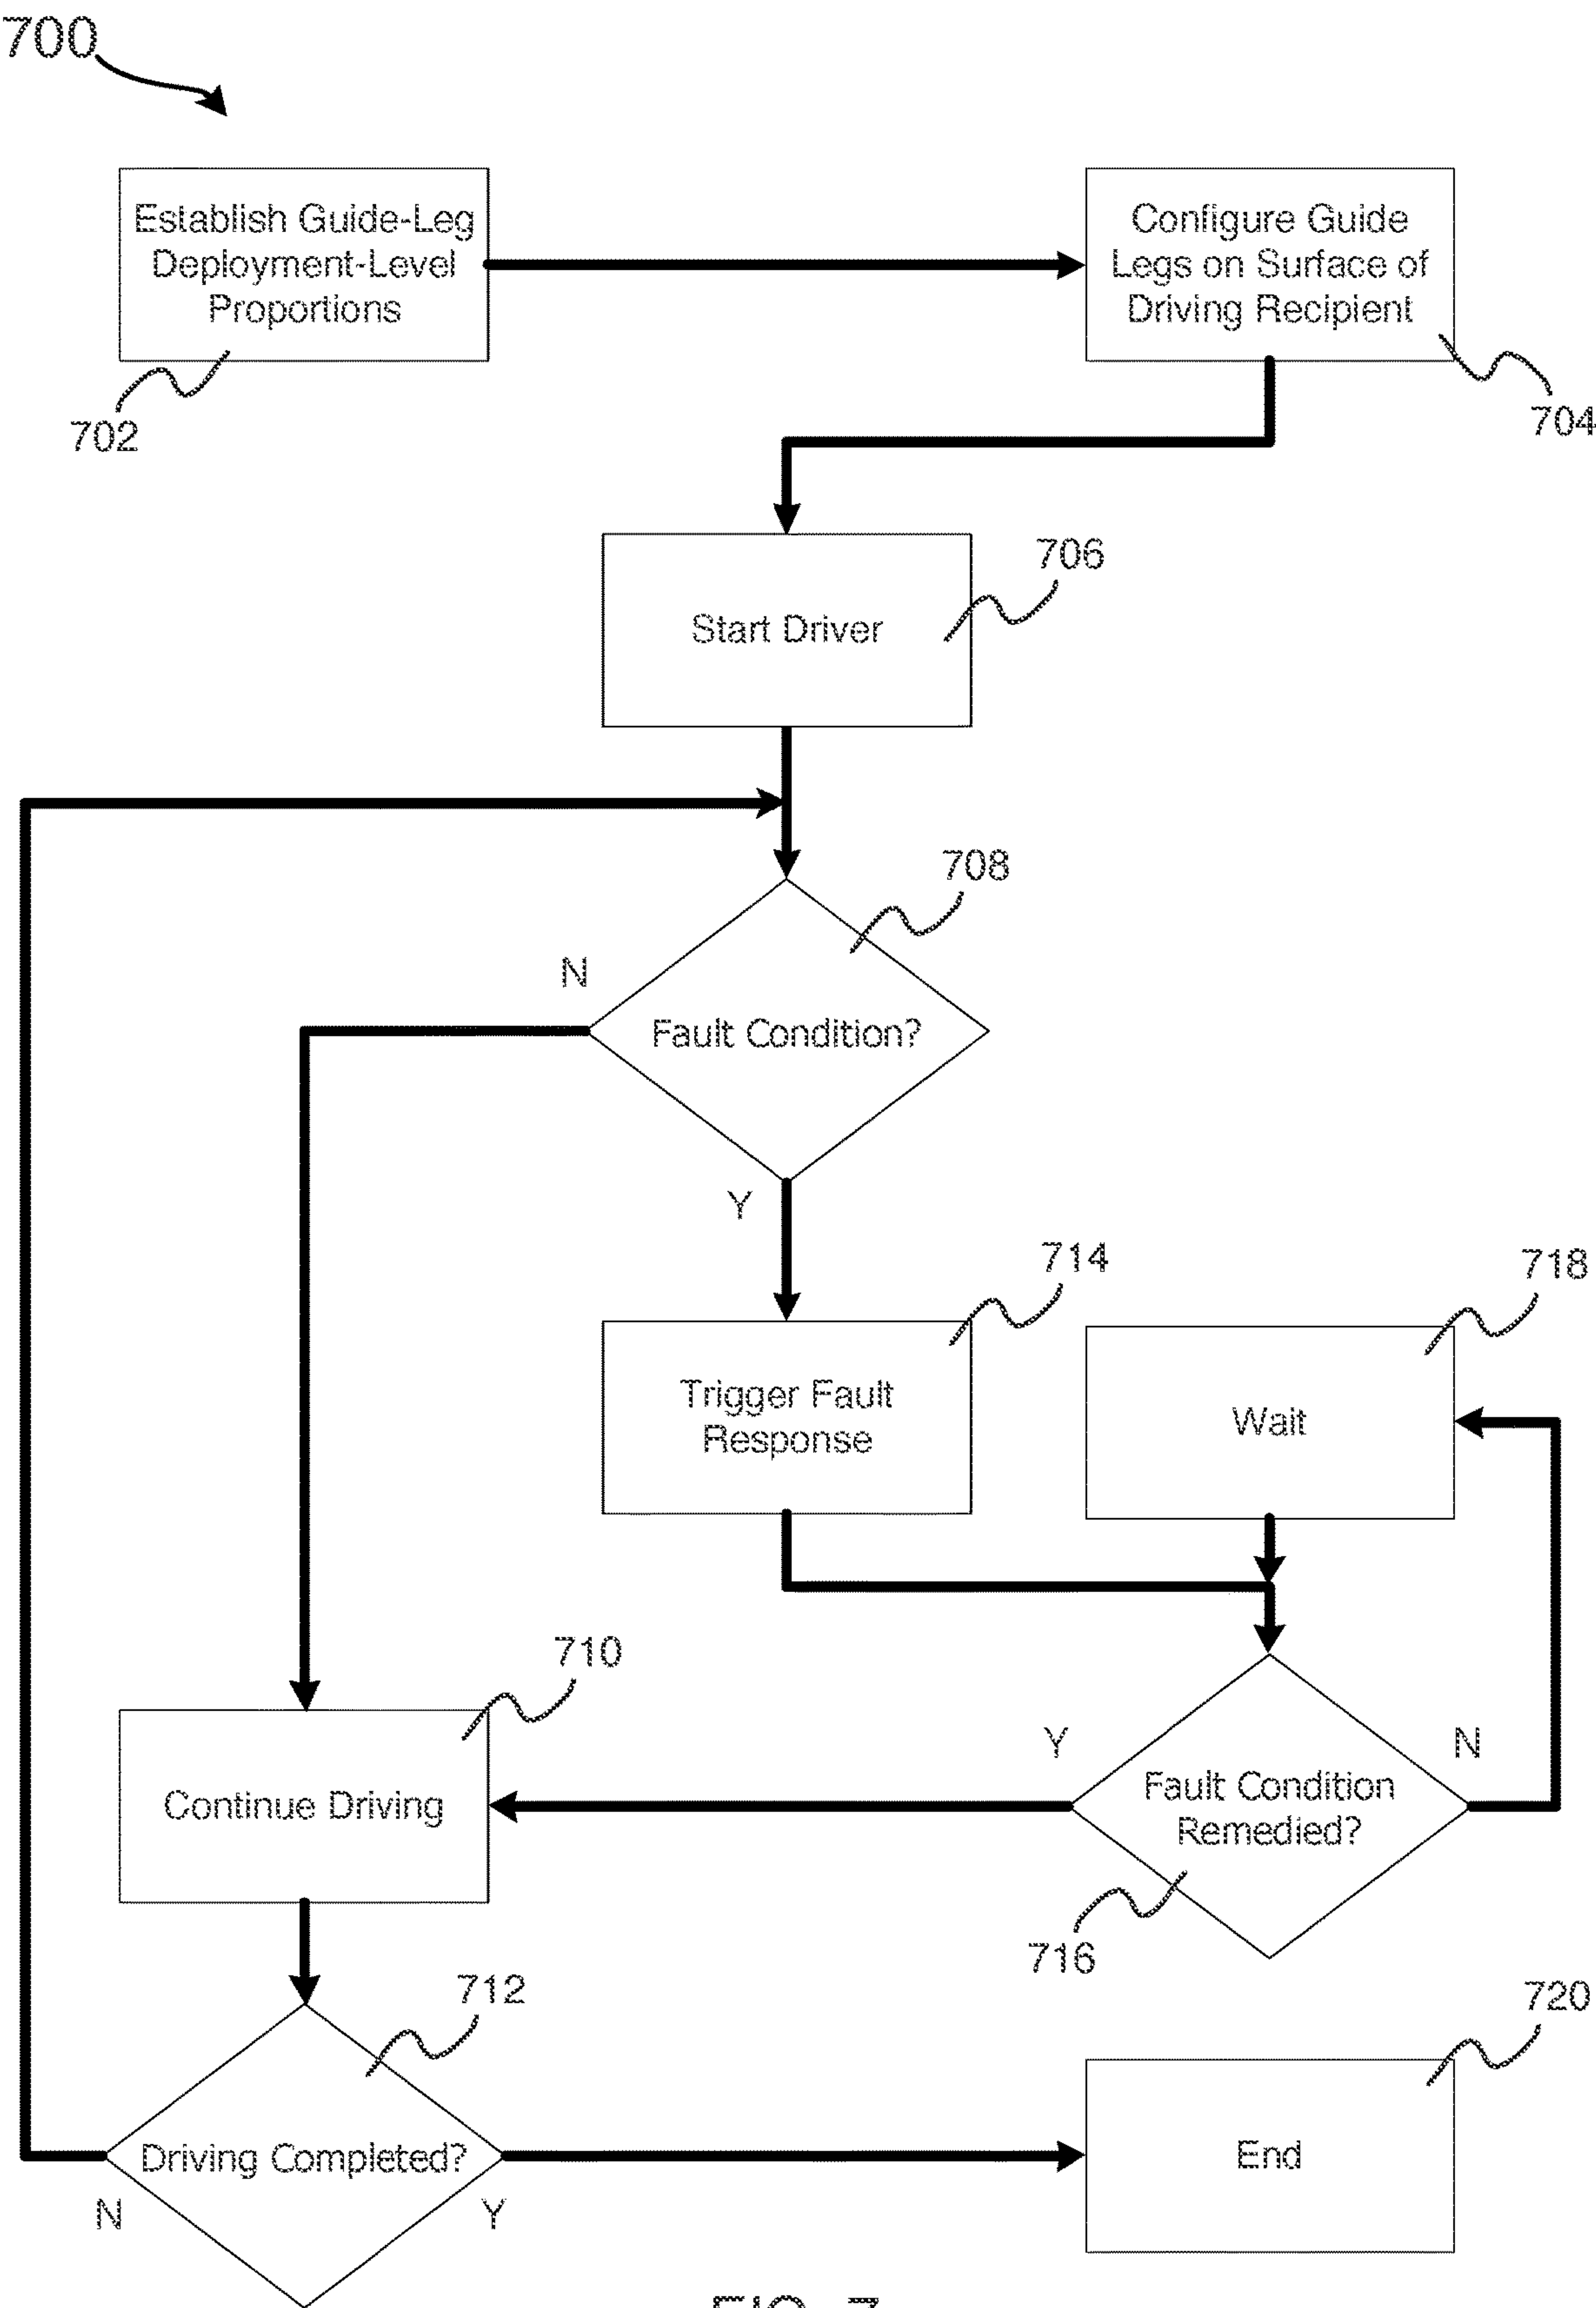 700
Establish Guide-Leg
Deployment-Level
Proportions
702
Configure Guide
Legs on Surface of
Driving Recipient
704
Start Driver
706
708
N
Fault Condition?
Y
714
Trigger Fault
Response
718
Wait
710
Continue Driving
Y
N
Fault Condition
Remedied?
716
712
Driving Completed?
N
Y
720
End
FIG. 7